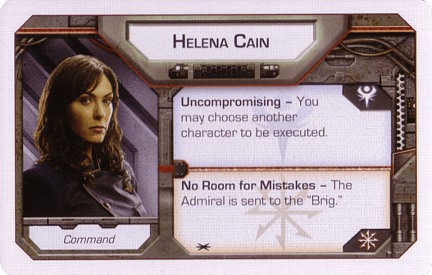 HELENA CAIN
Uncompromising – You
may choose another
character to be executed.
No Room for Mistakes – The
Admiral is sent to the "Brig."
Command